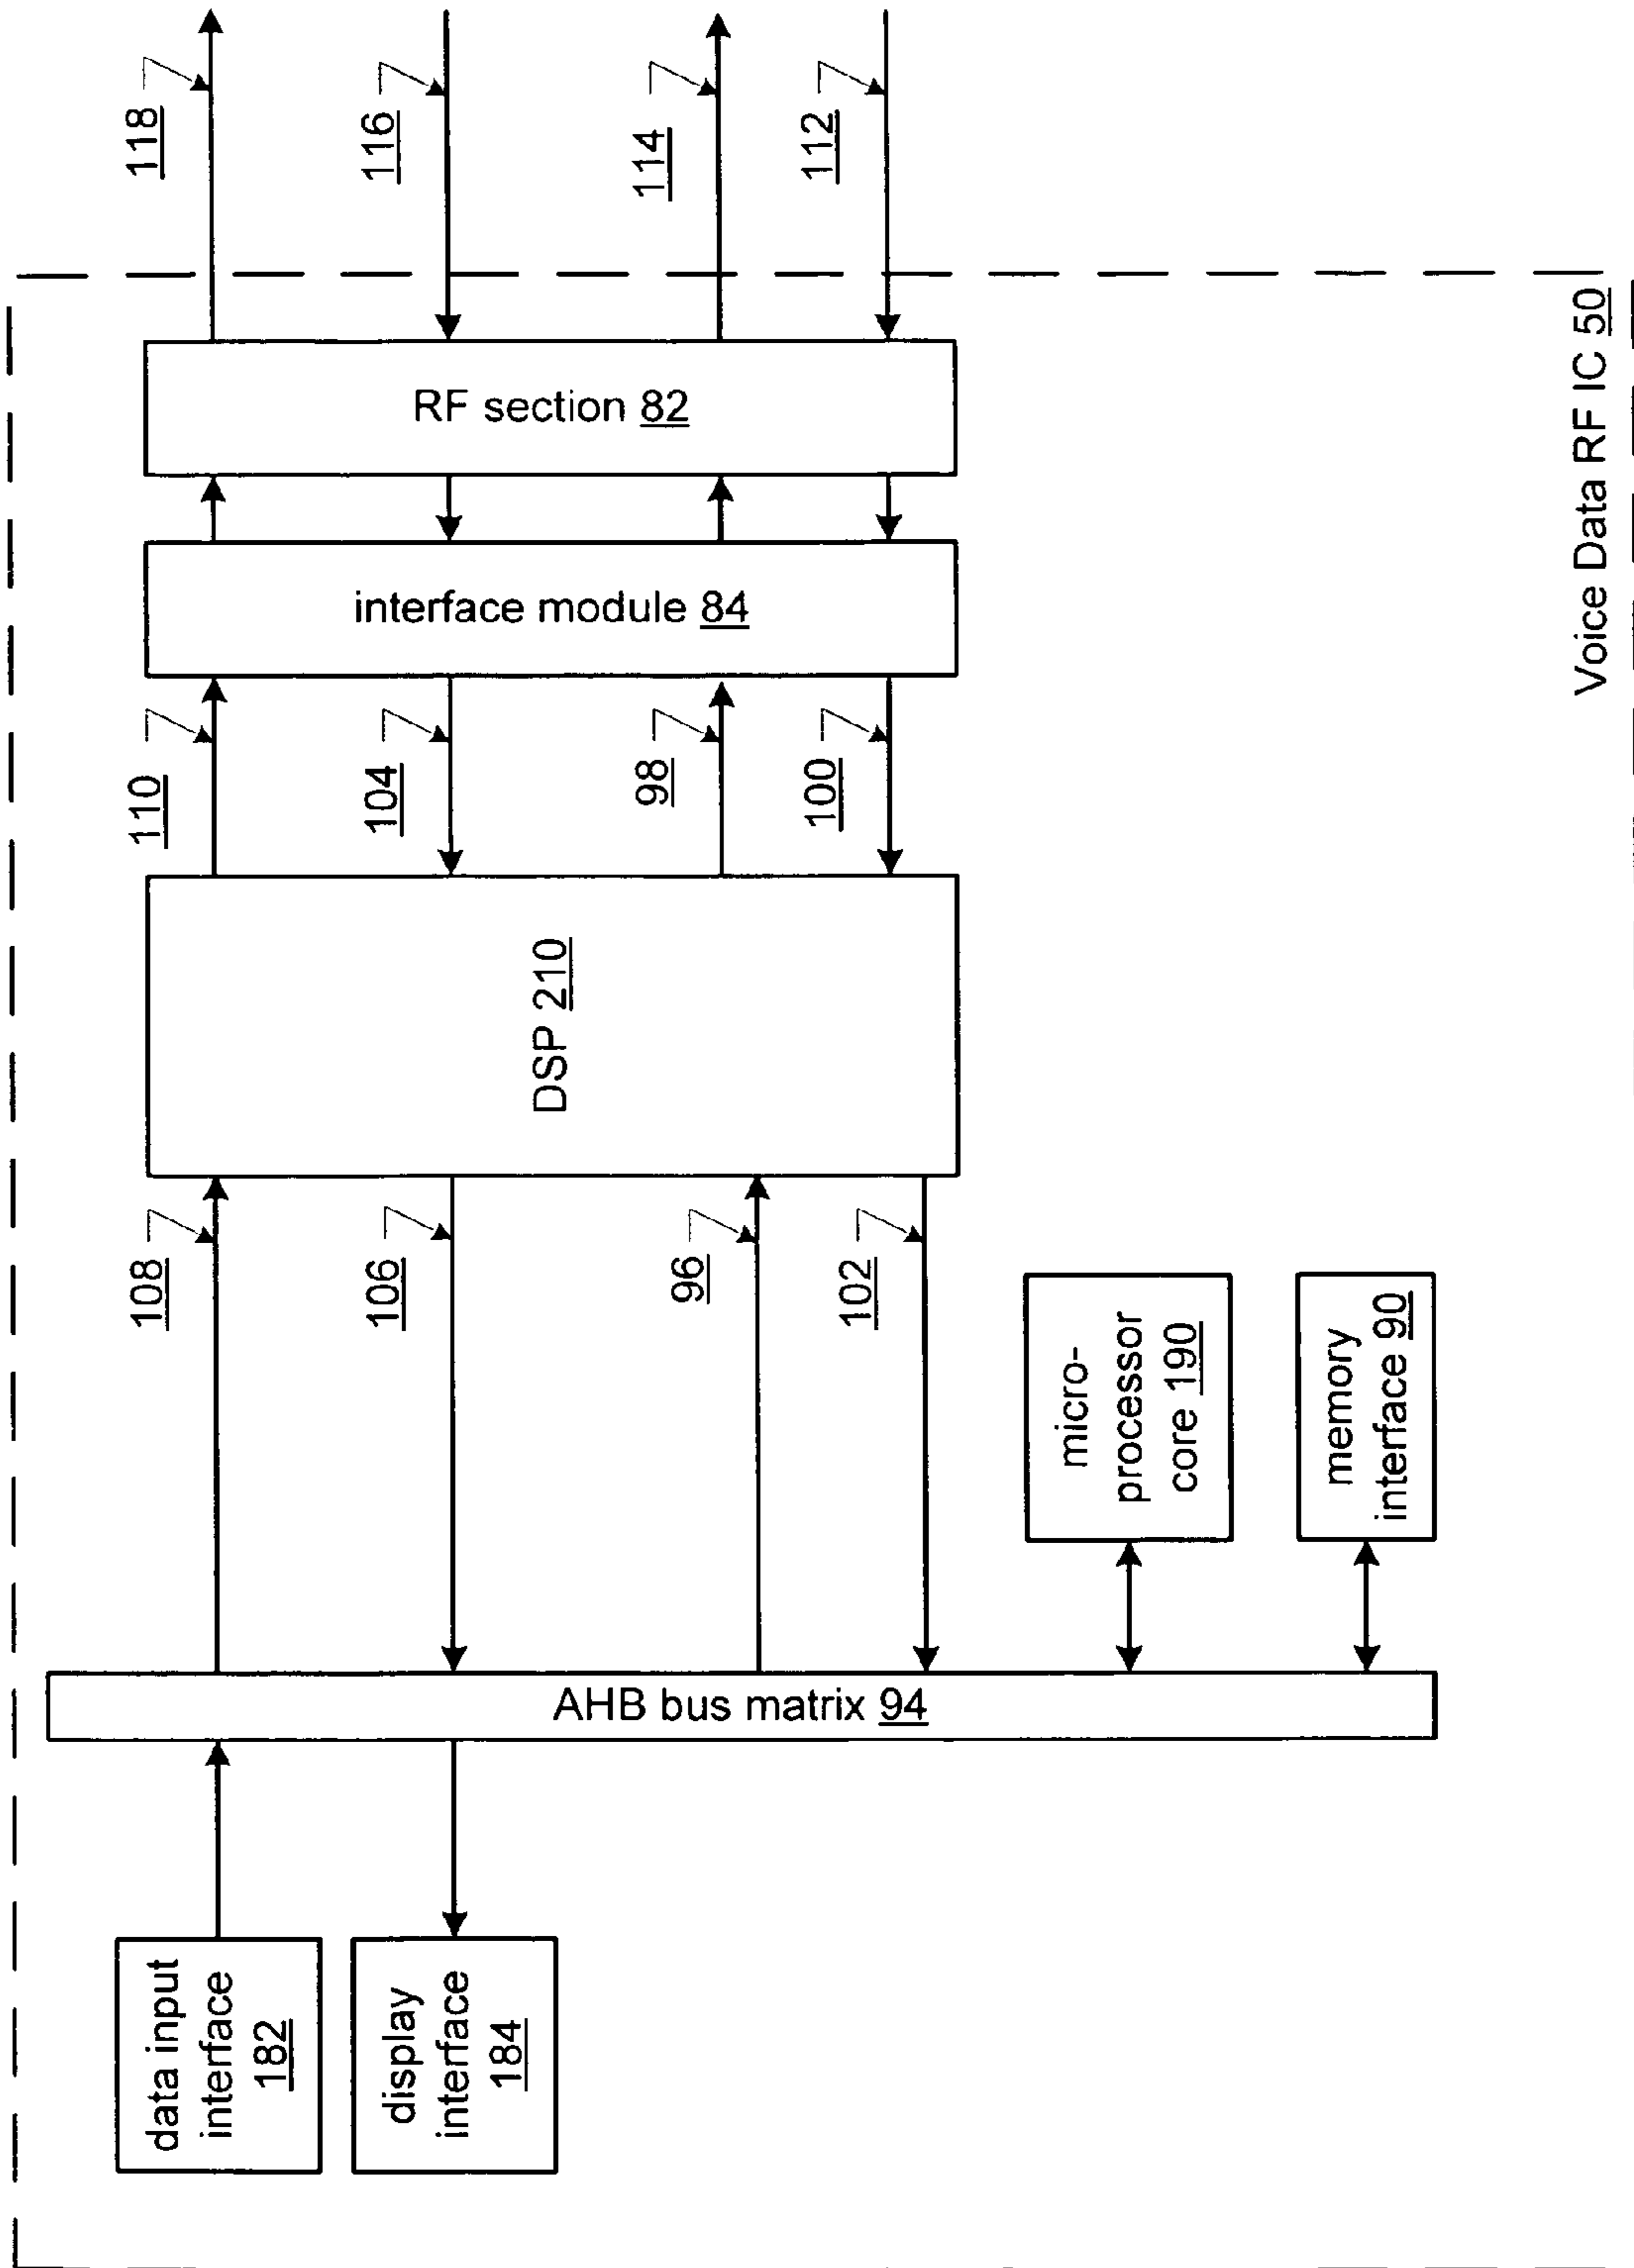 data input
interface
182
display
interface
184
AHB bus matrix 94
108
106
96
102
micro-
processor
core 190
memory
interface 90
DSP 210
110
104
98
100
interface module 84
RF section 82
118
116
114
112
Voice Data RF IC 50